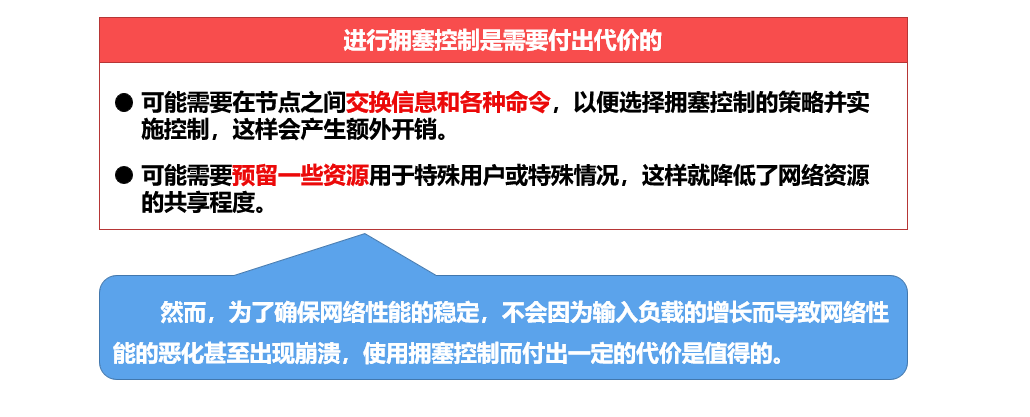 进行拥塞控制是需要付出代价的
● 可能需要在节点之间交换信息和各种命令，以便选择拥塞控制的策略并实
施控制，这样会产生额外开销。
● 可能需要预留一些资源用于特殊用户或特殊情况，这样就降低了网络资源
的共享程度。
然而，为了确保网络性能的稳定，不会因为输入负载的增长而导致网络性
能的恶化甚至出现崩溃，使用拥塞控制而付出一定的代价是值得的。